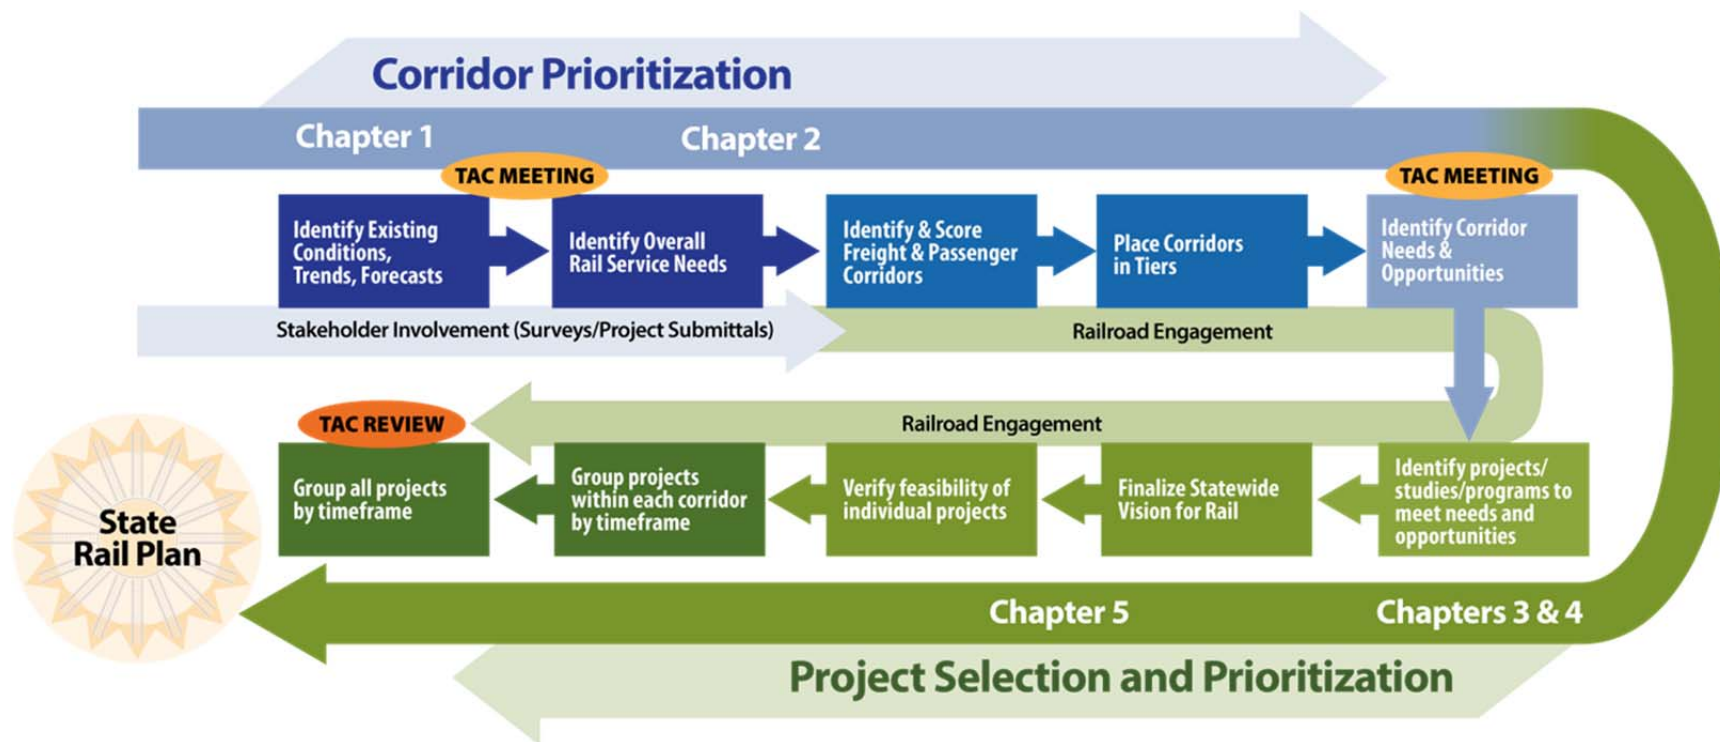 Corridor Prioritization
Chapter 1
Chapter 2
TAC MEETING
TAC MEETING
Identify Existing
Conditions,
Trends, Forecasts
Identify Overall
Rail Service Needs
Identify & Score
Freight & Passenger
Corridors
Place Corridors
in Tiers
Identify Corridor
Needs &
Opportunities
Stakeholder Involvement (Surveys/Project Submittals)
Railroad Engagement
Railroad Engagement
TAC REVIEW
Identify projects/
studies/programs to
meet needs and
opportunities
Finalize Statewide
Vision for Rail
Verify feasibility of
individual projects
Group projects
within each corridor
by timeframe
Group all projects
by timeframe
State
Rail Plan
Chapters 3 & 4
Chapter 5
Project Selection and Prioritization